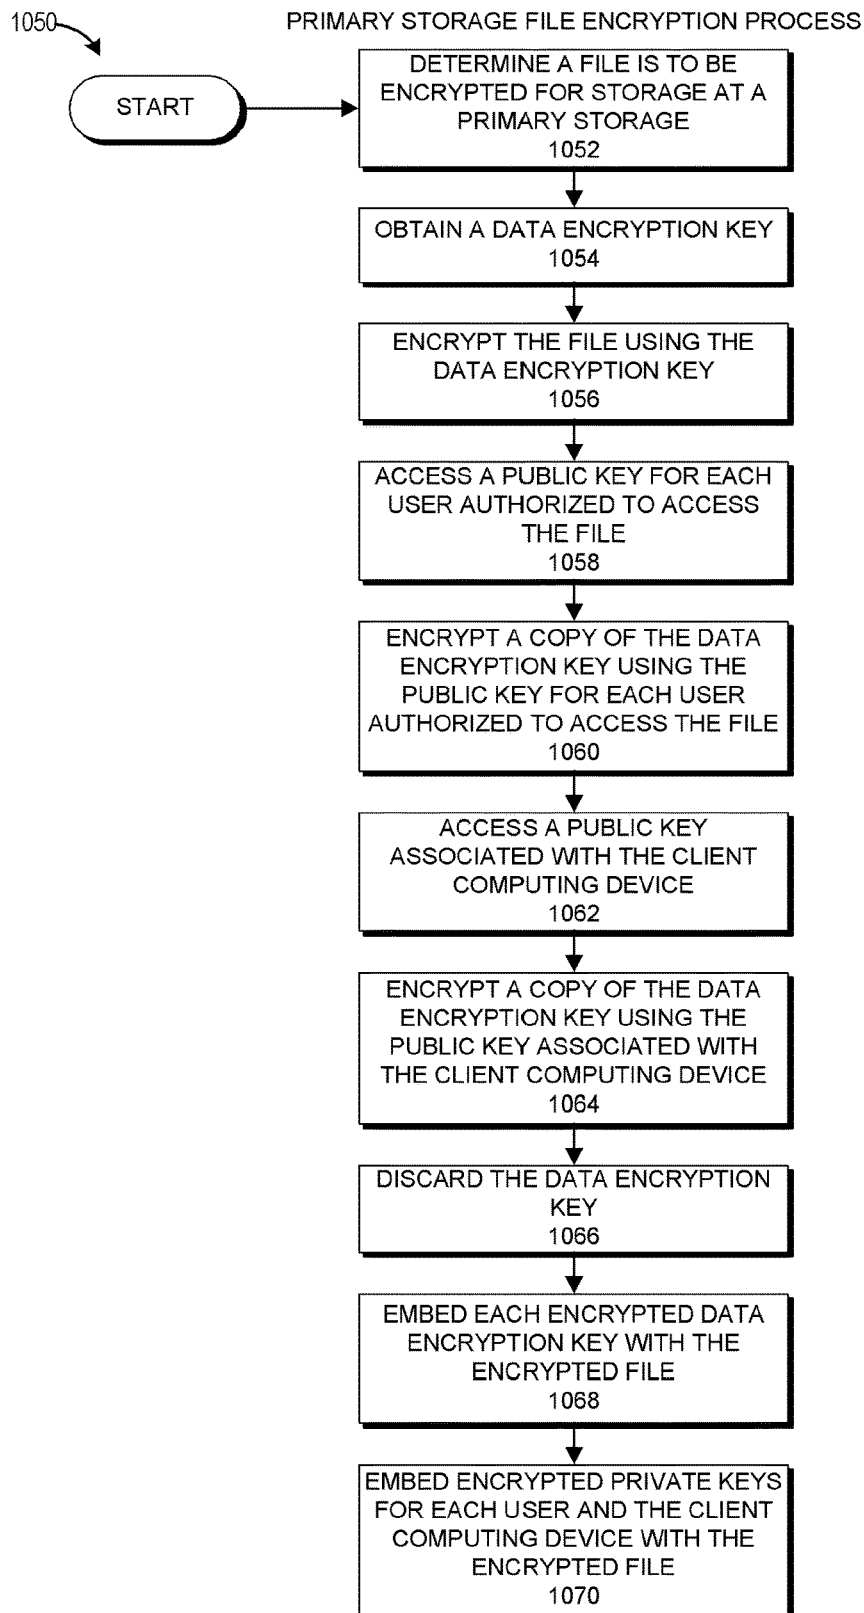 1050
PRIMARY STORAGE FILE ENCRYPTION PROCESS
START
DETERMINE A FILE IS TO BE
ENCRYPTED FOR STORAGE AT A
PRIMARY STORAGE
1052
OBTAIN A DATA ENCRYPTION KEY
1054
ENCRYPT THE FILE USING THE
DATA ENCRYPTION KEY
1056
ACCESS A PUBLIC KEY FOR EACH
USER AUTHORIZED TO ACCESS
THE FILE
1058
ENCRYPT A COPY OF THE DATA
ENCRYPTION KEY USING THE
PUBLIC KEY FOR EACH USER
AUTHORIZED TO ACCESS THE FILE
1060
ACCESS A PUBLIC KEY
ASSOCIATED WITH THE CLIENT
COMPUTING DEVICE
1062
ENCRYPT A COPY OF THE DATA
ENCRYPTION KEY USING THE
PUBLIC KEY ASSOCIATED WITH
THE CLIENT COMPUTING DEVICE
1064
DISCARD THE DATA ENCRYPTION
KEY
1066
EMBED EACH ENCRYPTED DATA
ENCRYPTION KEY WITH THE
ENCRYPTED FILE
1068
EMBED ENCRYPTED PRIVATE KEYS
FOR EACH USER AND THE CLIENT
COMPUTING DEVICE WITH THE
ENCRYPTED FILE
1070